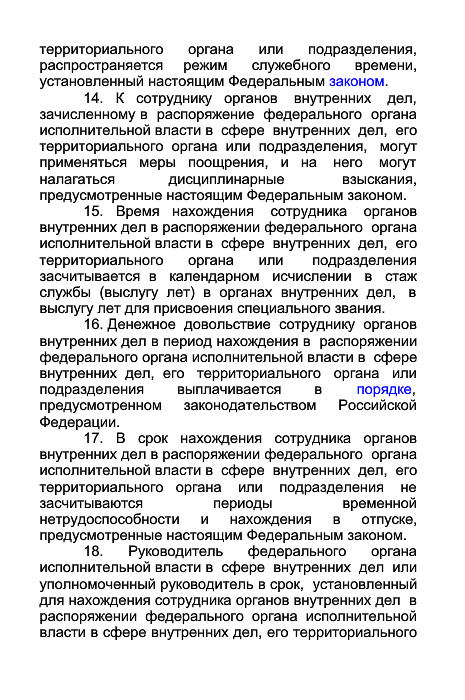 территориального органа или подразделения,
распространяется режим служебного времени,
установленный настоящим Федеральным законом.
14. К сотруднику органов внутренних дел,
зачисленному в распоряжение федерального органа
исполнительной власти в сфере внутренних дел, его
территориального органа или подразделения, могут
применяться меры поощрения, и на него могут
налагаться дисциплинарные взыскания,
предусмотренные настоящим Федеральным законом.
15. Время нахождения сотрудника органов
внутренних дел в распоряжении федерального органа
исполнительной власти в сфере внутренних дел, его
территориального органа или подразделения
засчитывается в календарном исчислении в стаж
службы (выслугу лет) в органах внутренних дел, в
выслугу лет для присвоения специального звания.
16. Денежное довольствие сотруднику органов
внутренних дел в период нахождения в распоряжении
федерального органа исполнительной власти в сфере
внутренних дел, его территориального органа или
подразделения выплачивается в порядке,
предусмотренном законодательством Российской
Федерации.
17. В срок нахождения сотрудника органов
внутренних дел в распоряжении федерального органа
исполнительной власти в сфере внутренних дел, его
территориального органа или подразделения не
засчитываются периоды временной
нетрудоспособности и нахождения в отпуске,
предусмотренные настоящим Федеральным законом.
18. Руководитель федерального органа
исполнительной власти в сфере внутренних дел или
уполномоченный руководитель в срок, установленный
для нахождения сотрудника органов внутренних дел в
распоряжении федерального органа исполнительной
власти в сфере внутренних дел, его территориального